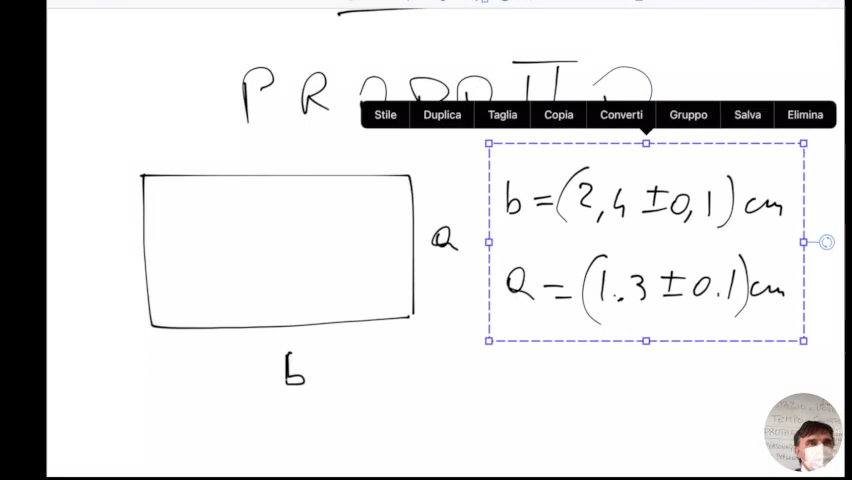 PRODOTTO
Stile Duplica Taglia Copia Converti Gruppo Salva Elimina
b = (2,4 ± 0,1) cm
a
a = (1.3 ± 0.1) cm
b